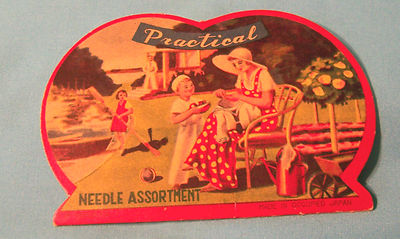 Practical
NEEDLE ASSORTMENT
MADE IN OCCUPIED JAPAN